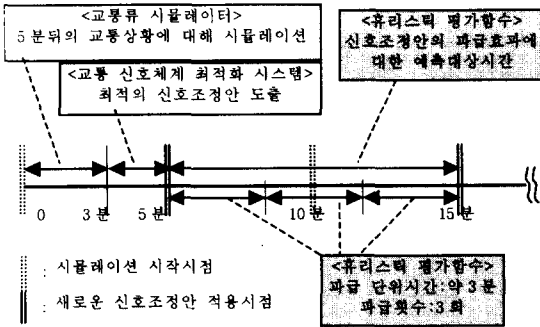 <교통류 시뮬레이터>
5분뒤의 교통상황에 대해 시뮬레이션
<교통 신호체계 최적화 시스템>
최적의 신호조정안 도출
<휴리스틱 평가함수>
신호조정안의 파급효과에
대한 예측대상시간
0 3분 5분 10분 15분
: 시뮬레이션 시작시점
: 새로운 신호조정안 적용시점
<휴리스틱 평가함수>
파급 단위시간:약 3분
파급횟수:3회